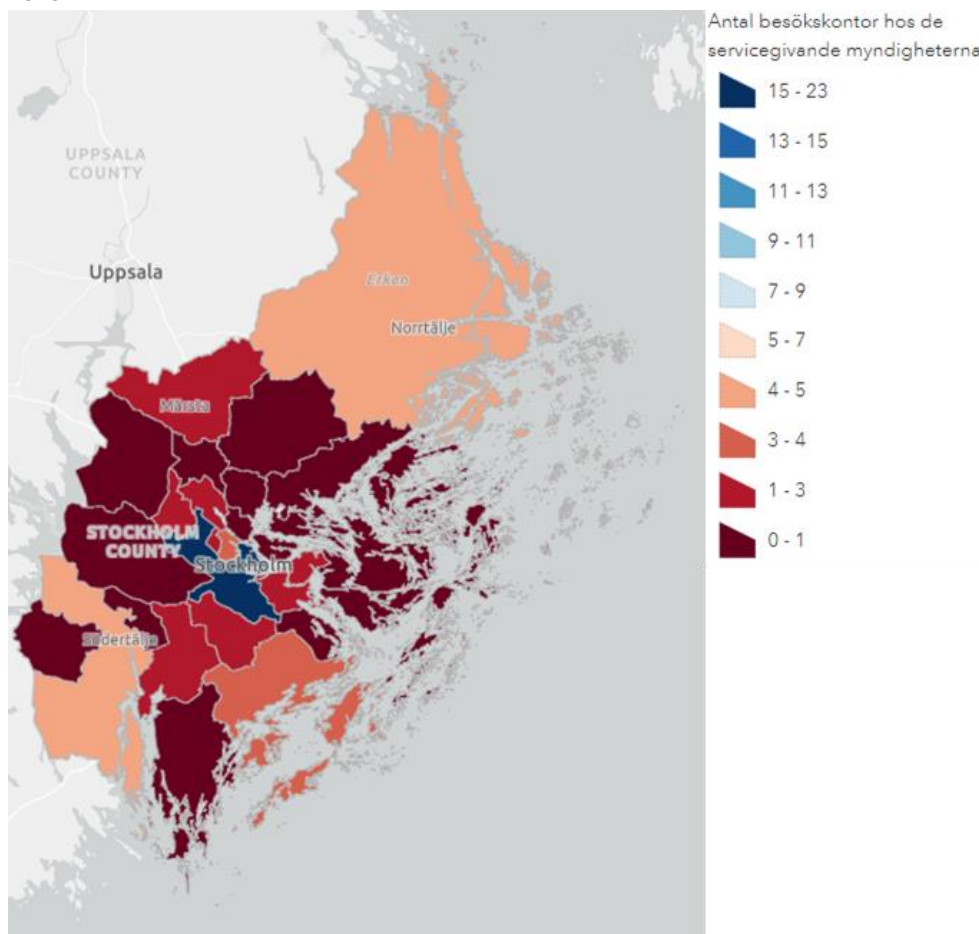 Antal besökskontor hos de
servicegivande myndigheterna
15 - 23
13 - 15
11 - 13
9 - 11
7 - 9
5 - 7
4 - 5
3 - 4
1 - 3
0 - 1
UPPSALA
COUNTY
Uppsala
Erken
Norrtälje
Märsta
STOCKHOLM
COUNTY
Stockholm
Södertälje